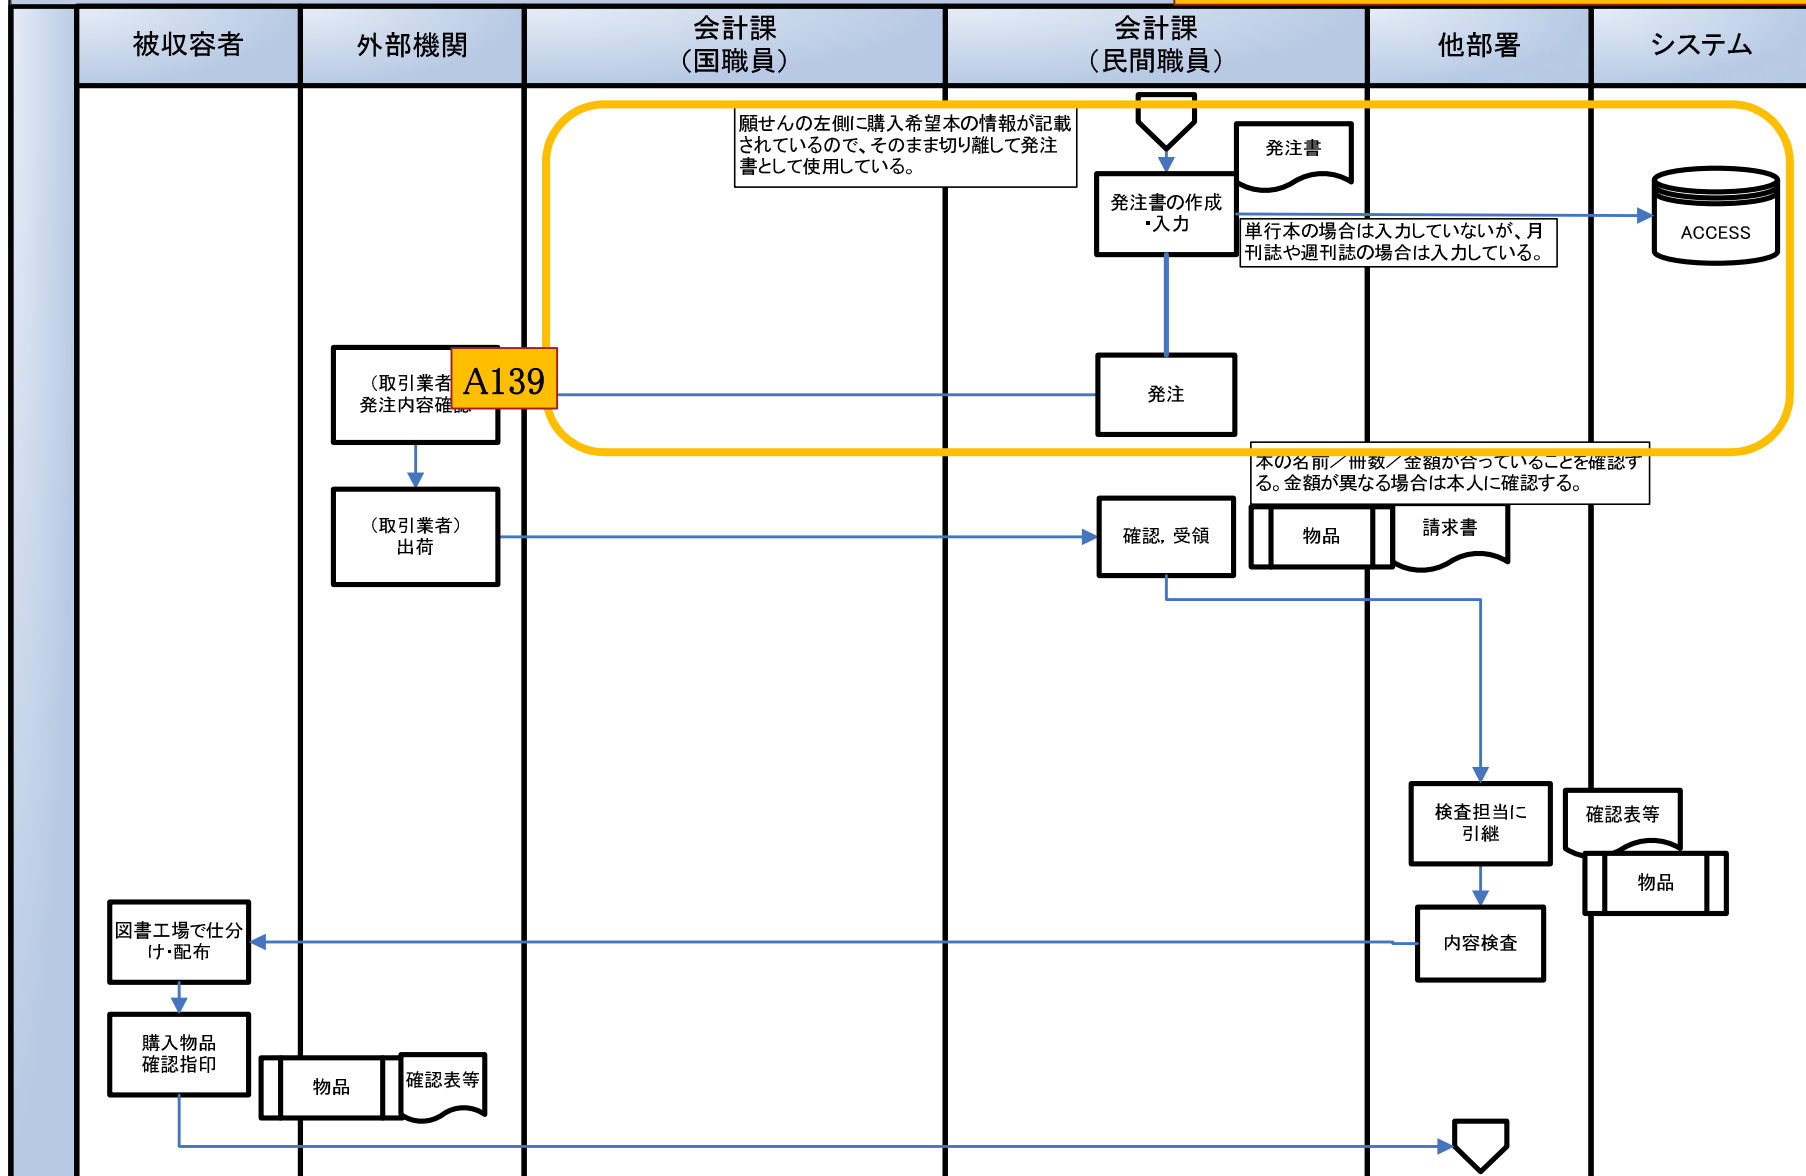 被収容者
外部機関
会計課
（国職員）
会計課
（民間職員）
他部署
システム
願せんの左側に購入希望本の情報が記載
されているので、そのまま切り離して発注
書として使用している。
発注書
発注書の作成
・入力
ACCESS
単行本の場合は入力していないが、月
刊誌や週刊誌の場合は入力している。
（取引業者
発注内容確認
A139
発注
本の名前／冊数／金額が合っていることを確認す
る。金額が異なる場合は本人に確認する。
（取引業者）
出荷
確認，受領
物品
請求書
検査担当に
引継
確認表等
物品
図書工場で仕分
け・配布
内容検査
購入物品
確認指印
物品
確認表等